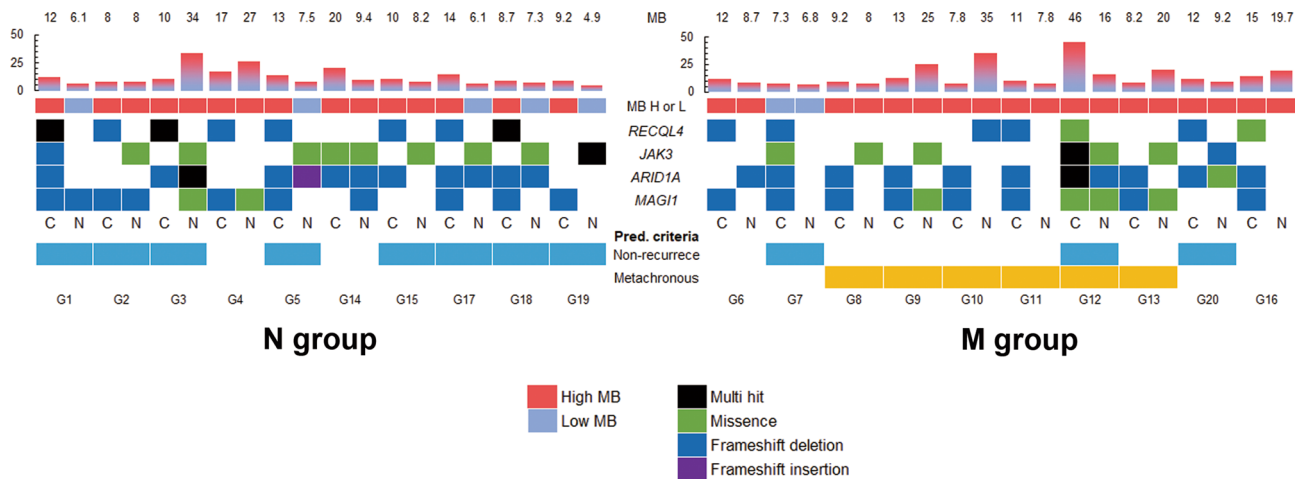 12 6.1 8 8 10 34 17 27 13 7.5 20 9.4 10 8.2 14 6.1 8.7 7.3 9.2 4.9 MB 12 8.7 7.3 6.8 9.2 8 13 25 7.8 35 11 7.8 46 16 8.2 20 12 9.2 15 19.7
50 50
25 25
0 0
MB H or L
RECQL4
JAK3
ARID1A
MAGI1
C N C N C N C N C N C N C N C N C N C N C N C N C N C N C N C N C N C N C N C N
Pred. criteria
Non-recurrece
Metachronous
G1 G2 G3 G4 G5 G14 G15 G17 G18 G19 G6 G7 G8 G9 G10 G11 G12 G13 G20 G16
N group M group
High MB Multi hit
Low MB Missence
Frameshift deletion
Frameshift insertion